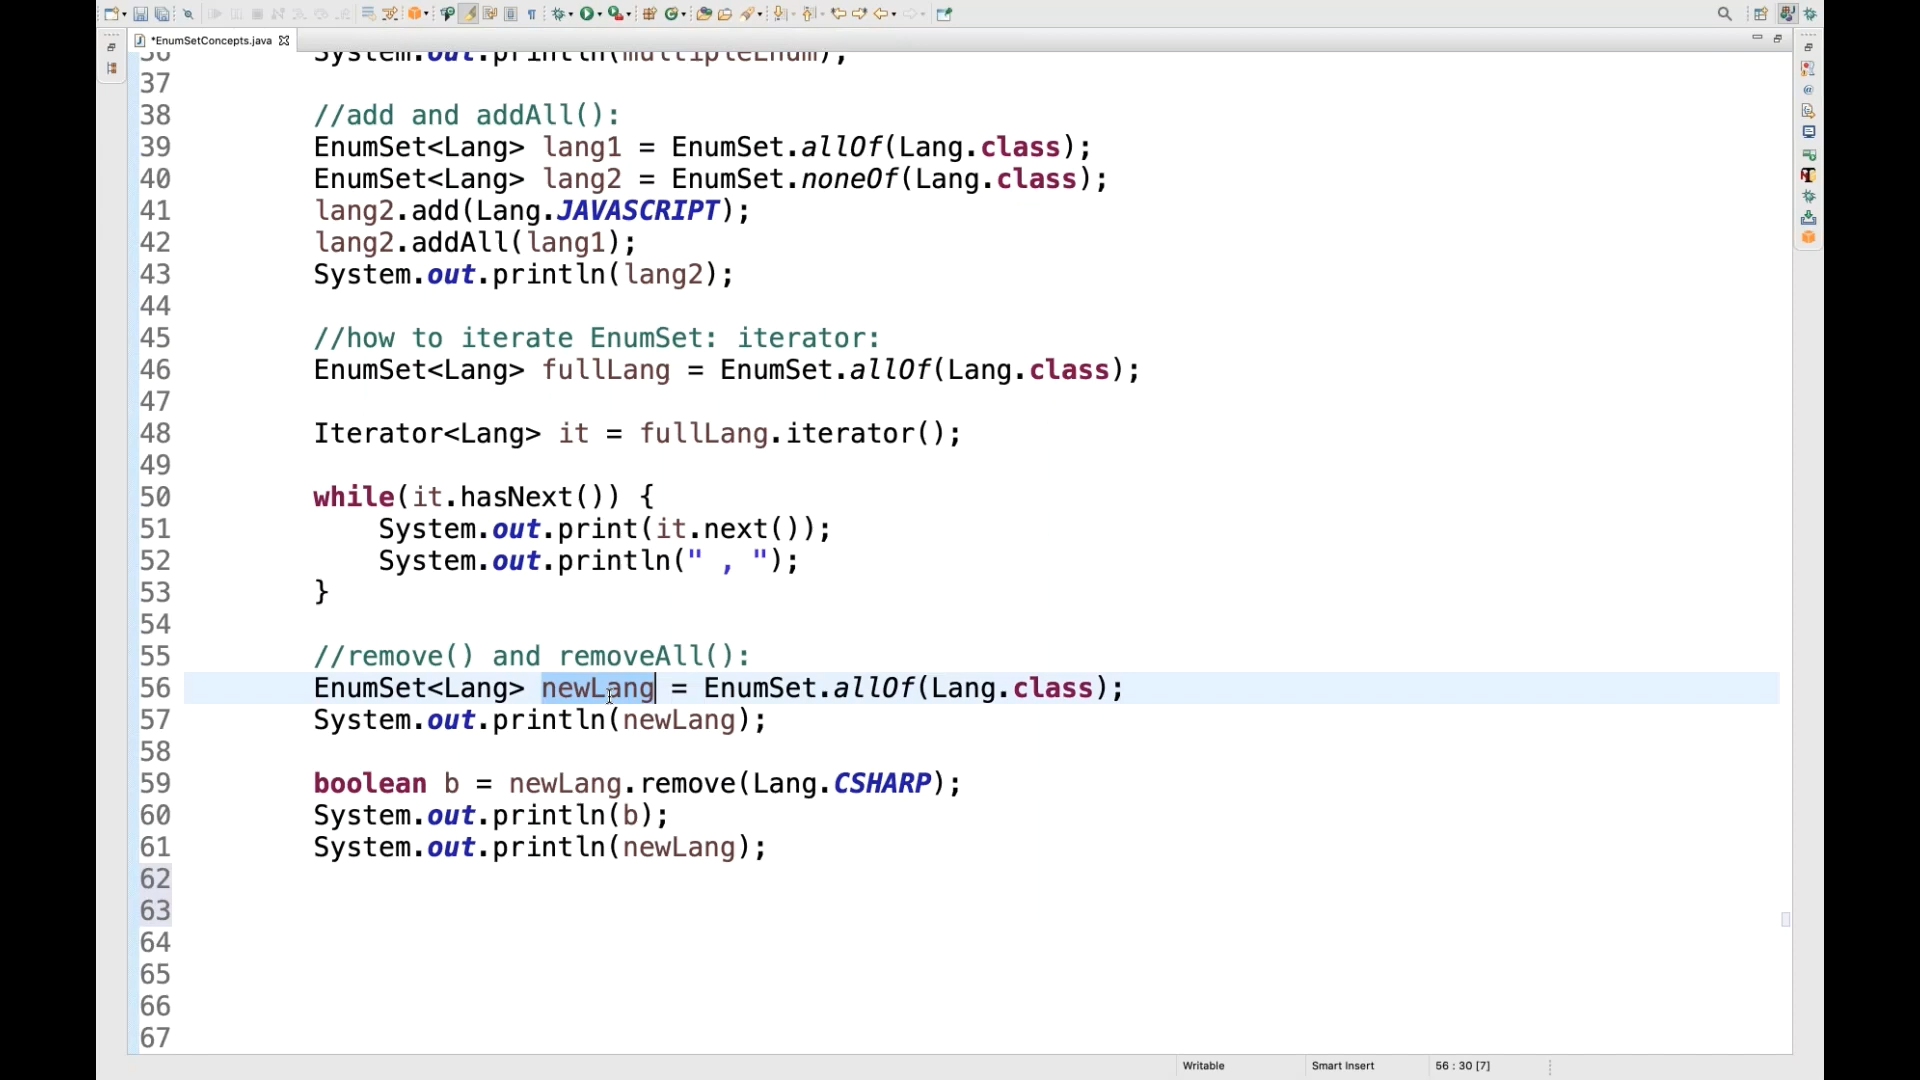 *EnumSetConcepts.java
36 System.out.println(multipleEnum);
37
38 //add and addAll():
39 EnumSet<Lang> lang1 = EnumSet.allOf(Lang.class);
40 EnumSet<Lang> lang2 = EnumSet.noneOf(Lang.class);
41 lang2.add(Lang.JAVASCRIPT);
42 lang2.addAll(lang1);
43 System.out.println(lang2);
44
45 //how to iterate EnumSet: iterator:
46 EnumSet<Lang> fullLang = EnumSet.allOf(Lang.class);
47
48 Iterator<Lang> it = fullLang.iterator();
49
50 while(it.hasNext()) {
51 System.out.print(it.next());
52 System.out.println(" , ");
53 }
54
55 //remove() and removeAll():
56 EnumSet<Lang> newLang = EnumSet.allOf(Lang.class);
57 System.out.println(newLang);
58
59 boolean b = newLang.remove(Lang.CSHARP);
60 System.out.println(b);
61 System.out.println(newLang);
62
63
64
65
66
67
Writable Smart Insert 56 : 30 [7]